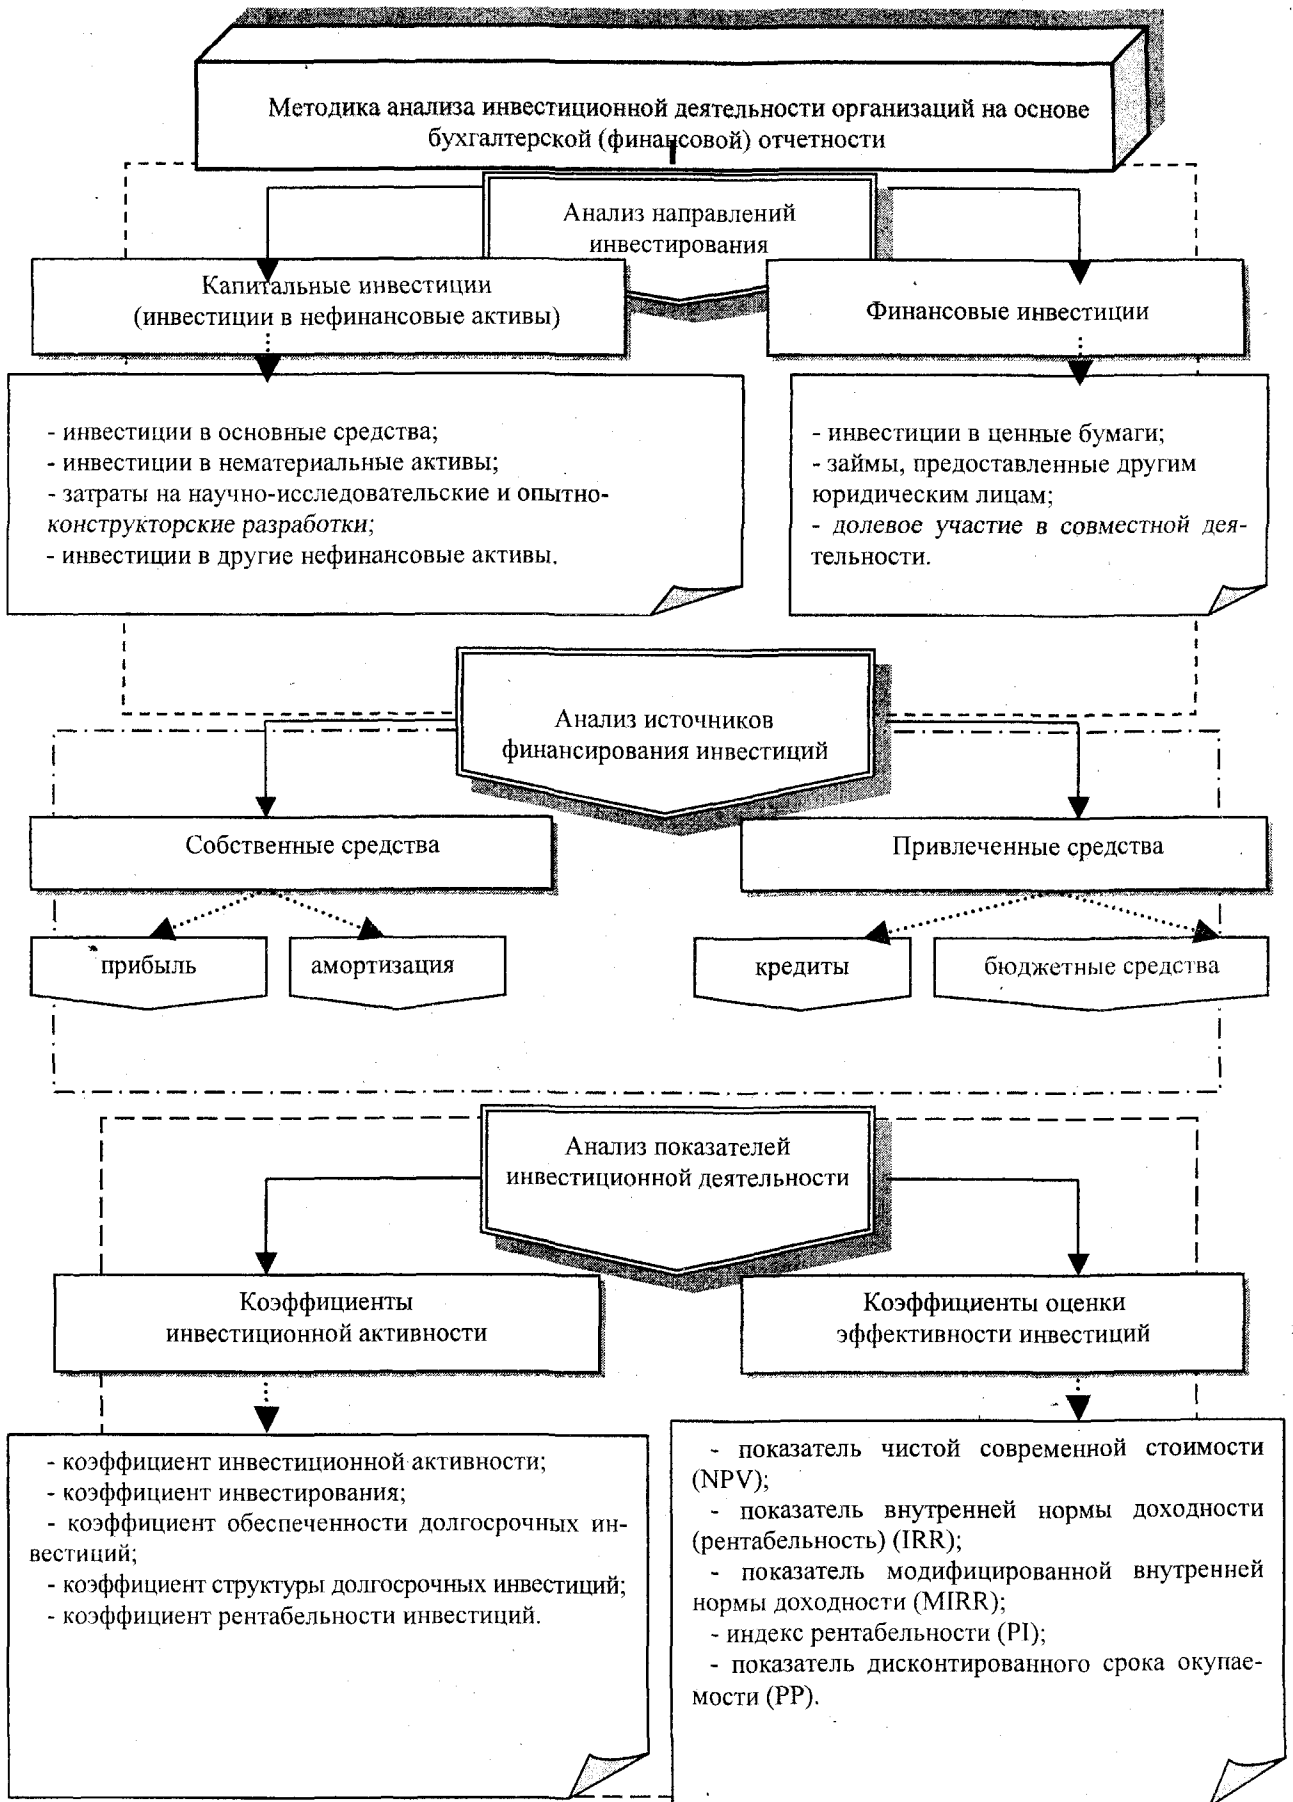 Методика анализа инвестиционной деятельности организаций на основе
бухгалтерской (финансовой) отчетности
Анализ направлений
инвестирования
Капитальные инвестиции
(инвестиции в нефинансовые активы)
Финансовые инвестиции
- инвестиции в основные средства;
- инвестиции в нематериальные активы;
- затраты на научно-исследовательские и опытно-
конструкторские разработки;
- инвестиции в другие нефинансовые активы.
- инвестиции в ценные бумаги;
- займы, предоставленные другим
юридическим лицам;
- долевое участие в совместной дея-
тельности.
Анализ источников
финансирования инвестиций
Собственные средства
Привлеченные средства
прибыль
амортизация
кредиты
бюджетные средства
Анализ показателей
инвестиционной деятельности
Коэффициенты
инвестиционной активности
Коэффициенты оценки
эффективности инвестиций
- коэффициент инвестиционной активности;
- коэффициент инвестирования;
- коэффициент обеспеченности долгосрочных ин-
вестиций;
- коэффициент структуры долгосрочных инвестиций;
- коэффициент рентабельности инвестиций.
- показатель чистой современной стоимости
(NPV);
- показатель внутренней нормы доходности
(рентабельность) (IRR);
- показатель модифицированной внутренней
нормы доходности (MIRR);
- индекс рентабельности (PI);
- показатель дисконтированного срока окупае-
мости (PP).